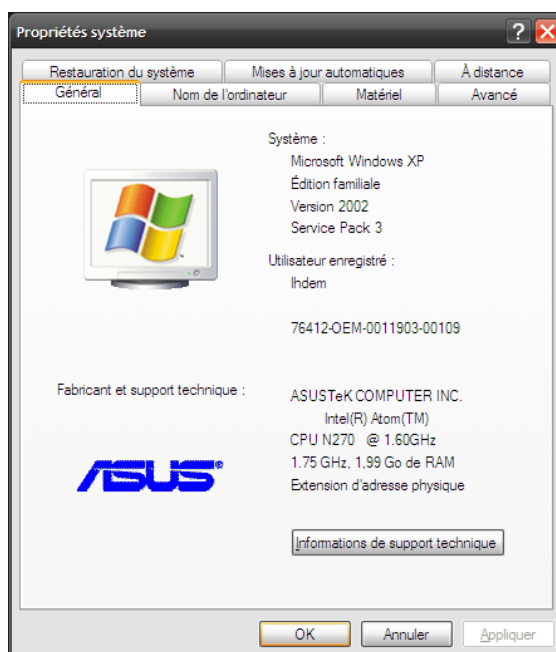 Propriétés système
Restauration du système
Mises à jour automatiques
À distance
Général
Nom de l'ordinateur
Matériel
Avancé
Système :
Microsoft Windows XP
Édition familiale
Version 2002
Service Pack 3
Utilisateur enregistré :
lhdem
76412-OEM-0011903-00109
Fabricant et support technique :
ASUSTeK COMPUTER INC.
Intel(R) Atom(TM)
CPU N270 @ 1.60GHz
1.75 GHz, 1,99 Go de RAM
Extension d'adresse physique
ASUS
Informations de support technique
OK
Annuler
Appliquer